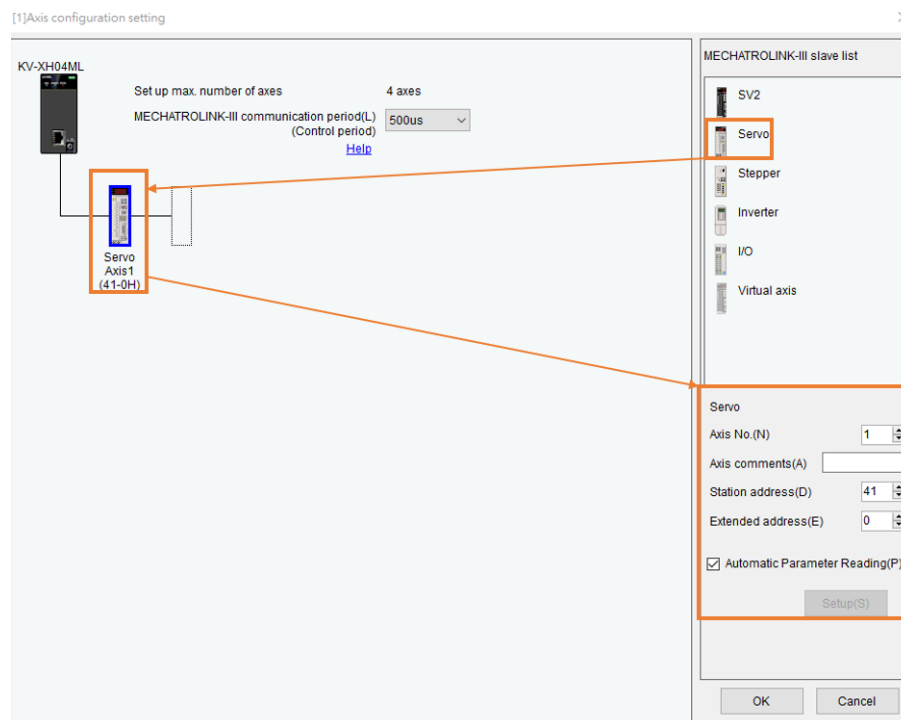 [1]Axis configuration setting
KV-XH04ML
Set up max. number of axes 4 axes
MECHATROLINK-III communication period(L) 500us
(Control period)
Help
Servo
Axis1
(41-0H)
MECHATROLINK-III slave list
SV2
Servo
Stepper
Inverter
I/O
Virtual axis
Servo
Axis No.(N) 1
Axis comments(A)
Station address(D) 41
Extended address(E) 0
Automatic Parameter Reading(P)
Setup(S)
OK Cancel